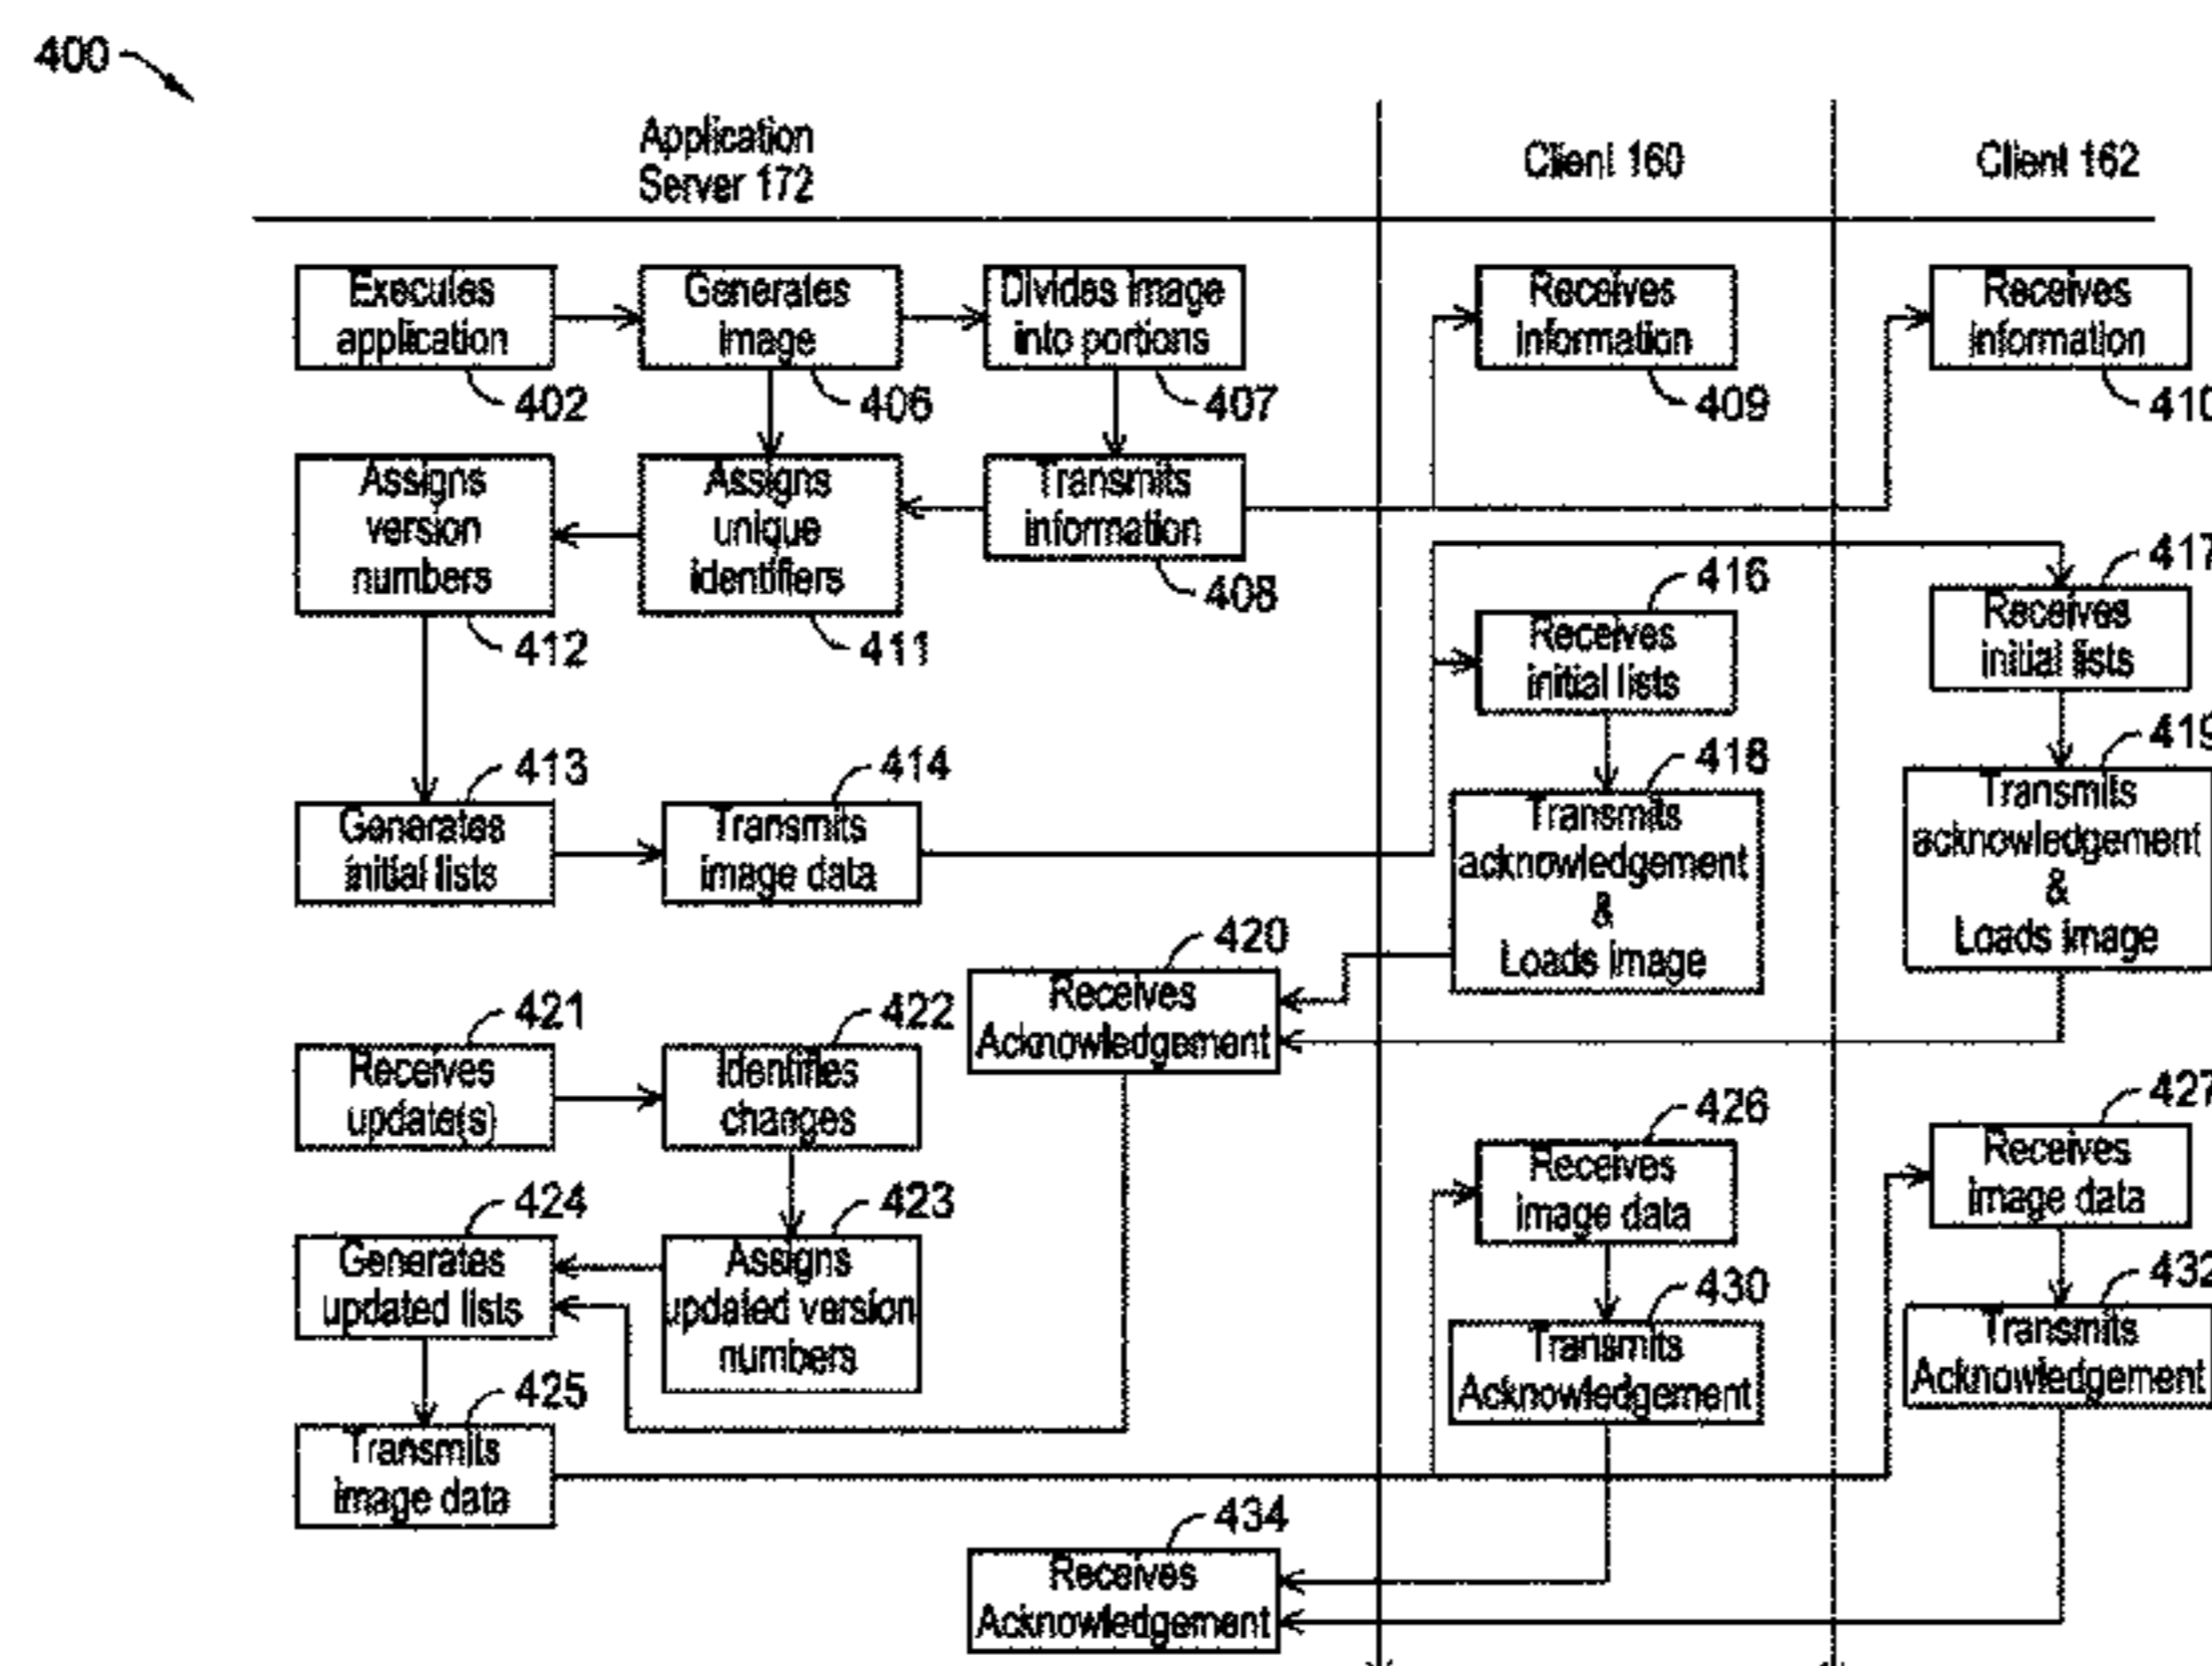 400
Application
Server 172
Client 160
Client 162
Executes
application
402
Generates
image
406
Divides image
into portions
407
Receives
information
409
Receives
information
410
Assigns
version
numbers
412
Assigns
unique
identifiers
411
Transmits
information
408
416
Receives
initial lists
417
Receives
initial lists
413
Generates
initial lists
414
Transmits
image data
418
Transmits
acknowledgement
&
Loads image
419
Transmits
acknowledgement
&
Loads image
420
Receives
Acknowledgement
421
Receives
update(s)
422
Identifies
changes
424
Generates
updated lists
423
Assigns
updated version
numbers
426
Receives
image data
427
Receives
image data
430
Transmits
Acknowledgement
432
Transmits
Acknowledgement
425
Transmits
image data
434
Receives
Acknowledgement